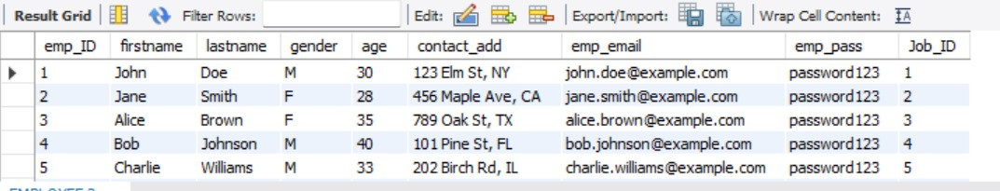 Result Grid Filter Rows: Edit: Export/Import: Wrap Cell Content: IA
emp_ID firstname lastname gender age contact_add emp_email emp_pass Job_ID
1 John Doe M 30 123 Elm St, NY john.doe@example.com password123 1
2 Jane Smith F 28 456 Maple Ave, CA jane.smith@example.com password123 2
3 Alice Brown F 35 789 Oak St, TX alice.brown@example.com password123 3
4 Bob Johnson M 40 101 Pine St, FL bob.johnson@example.com password123 4
5 Charlie Williams M 33 202 Birch Rd, IL charlie.williams@example.com password123 5